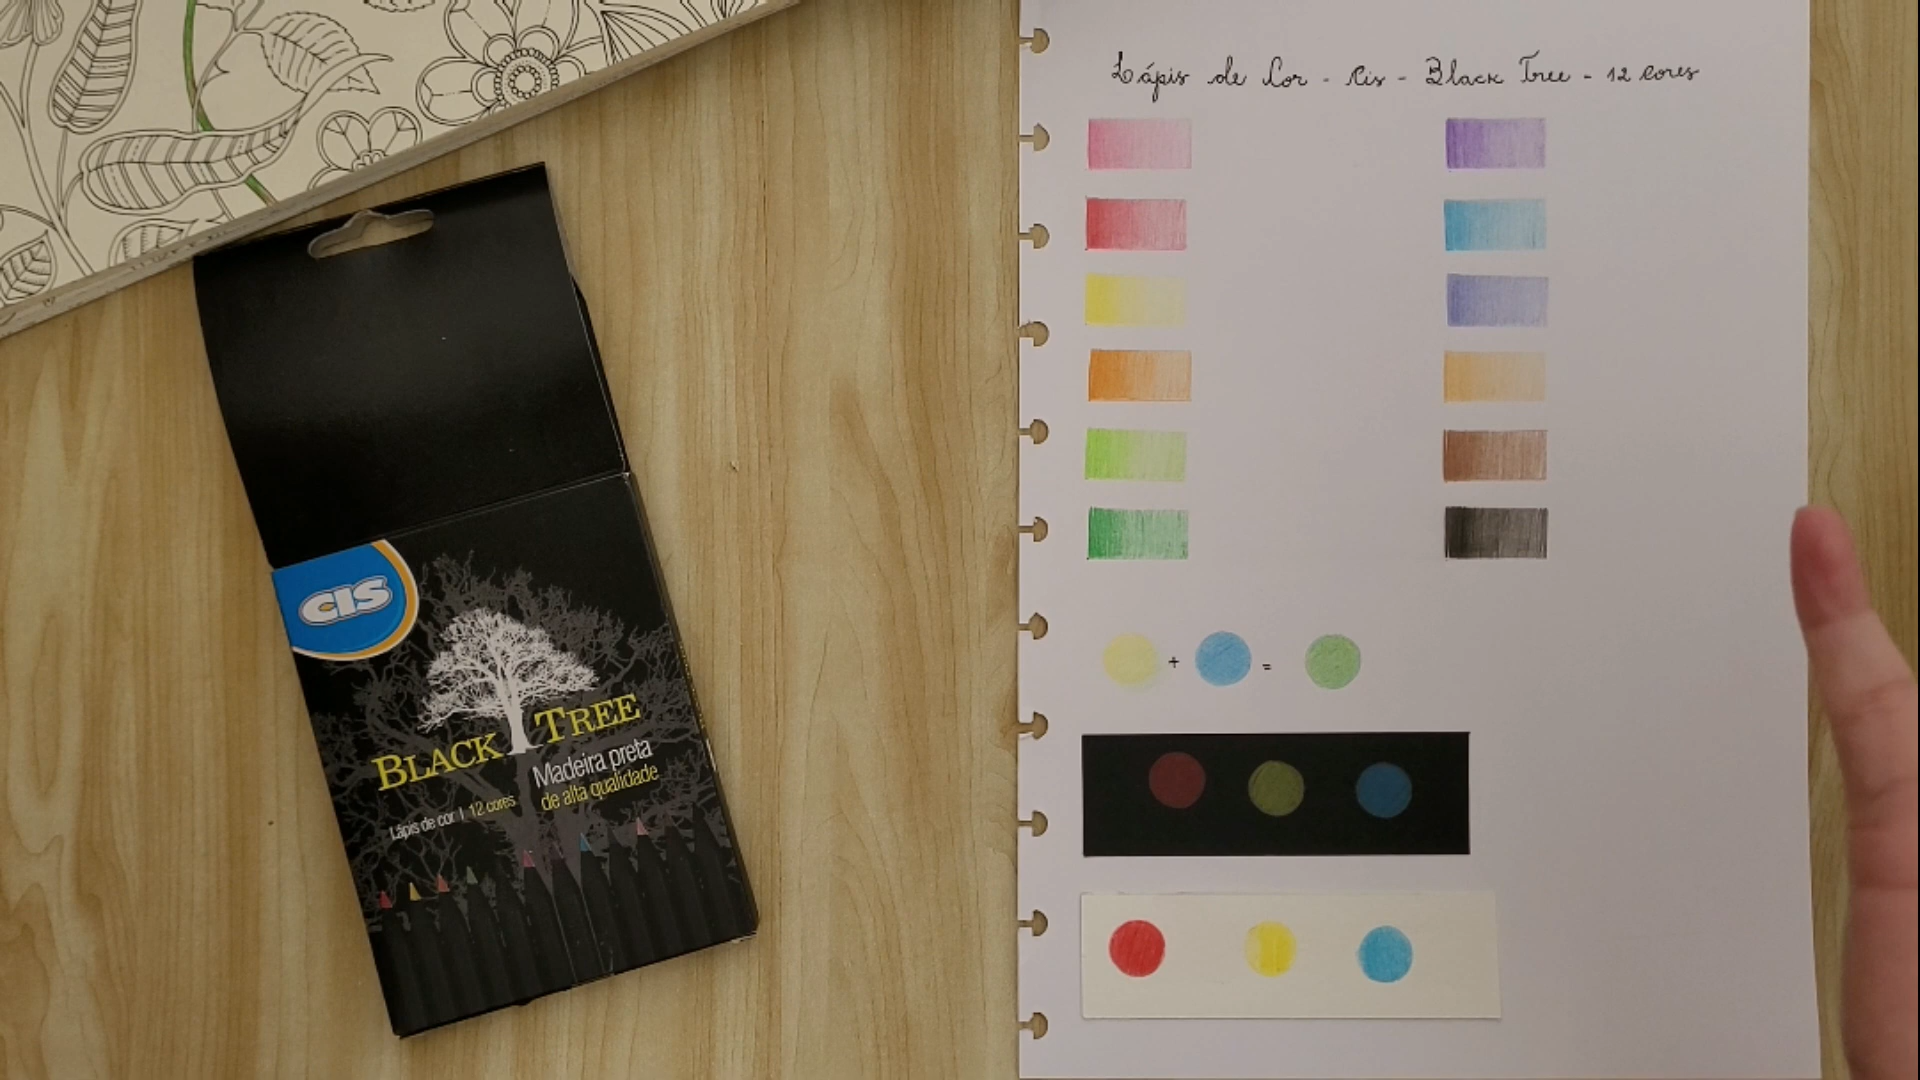 Lápis de Cor - Cis - Black Tree - 12 cores
+ =
CIS
BLACK TREE
Madeira preta
de alta qualidade
Lápis de cor | 12 cores